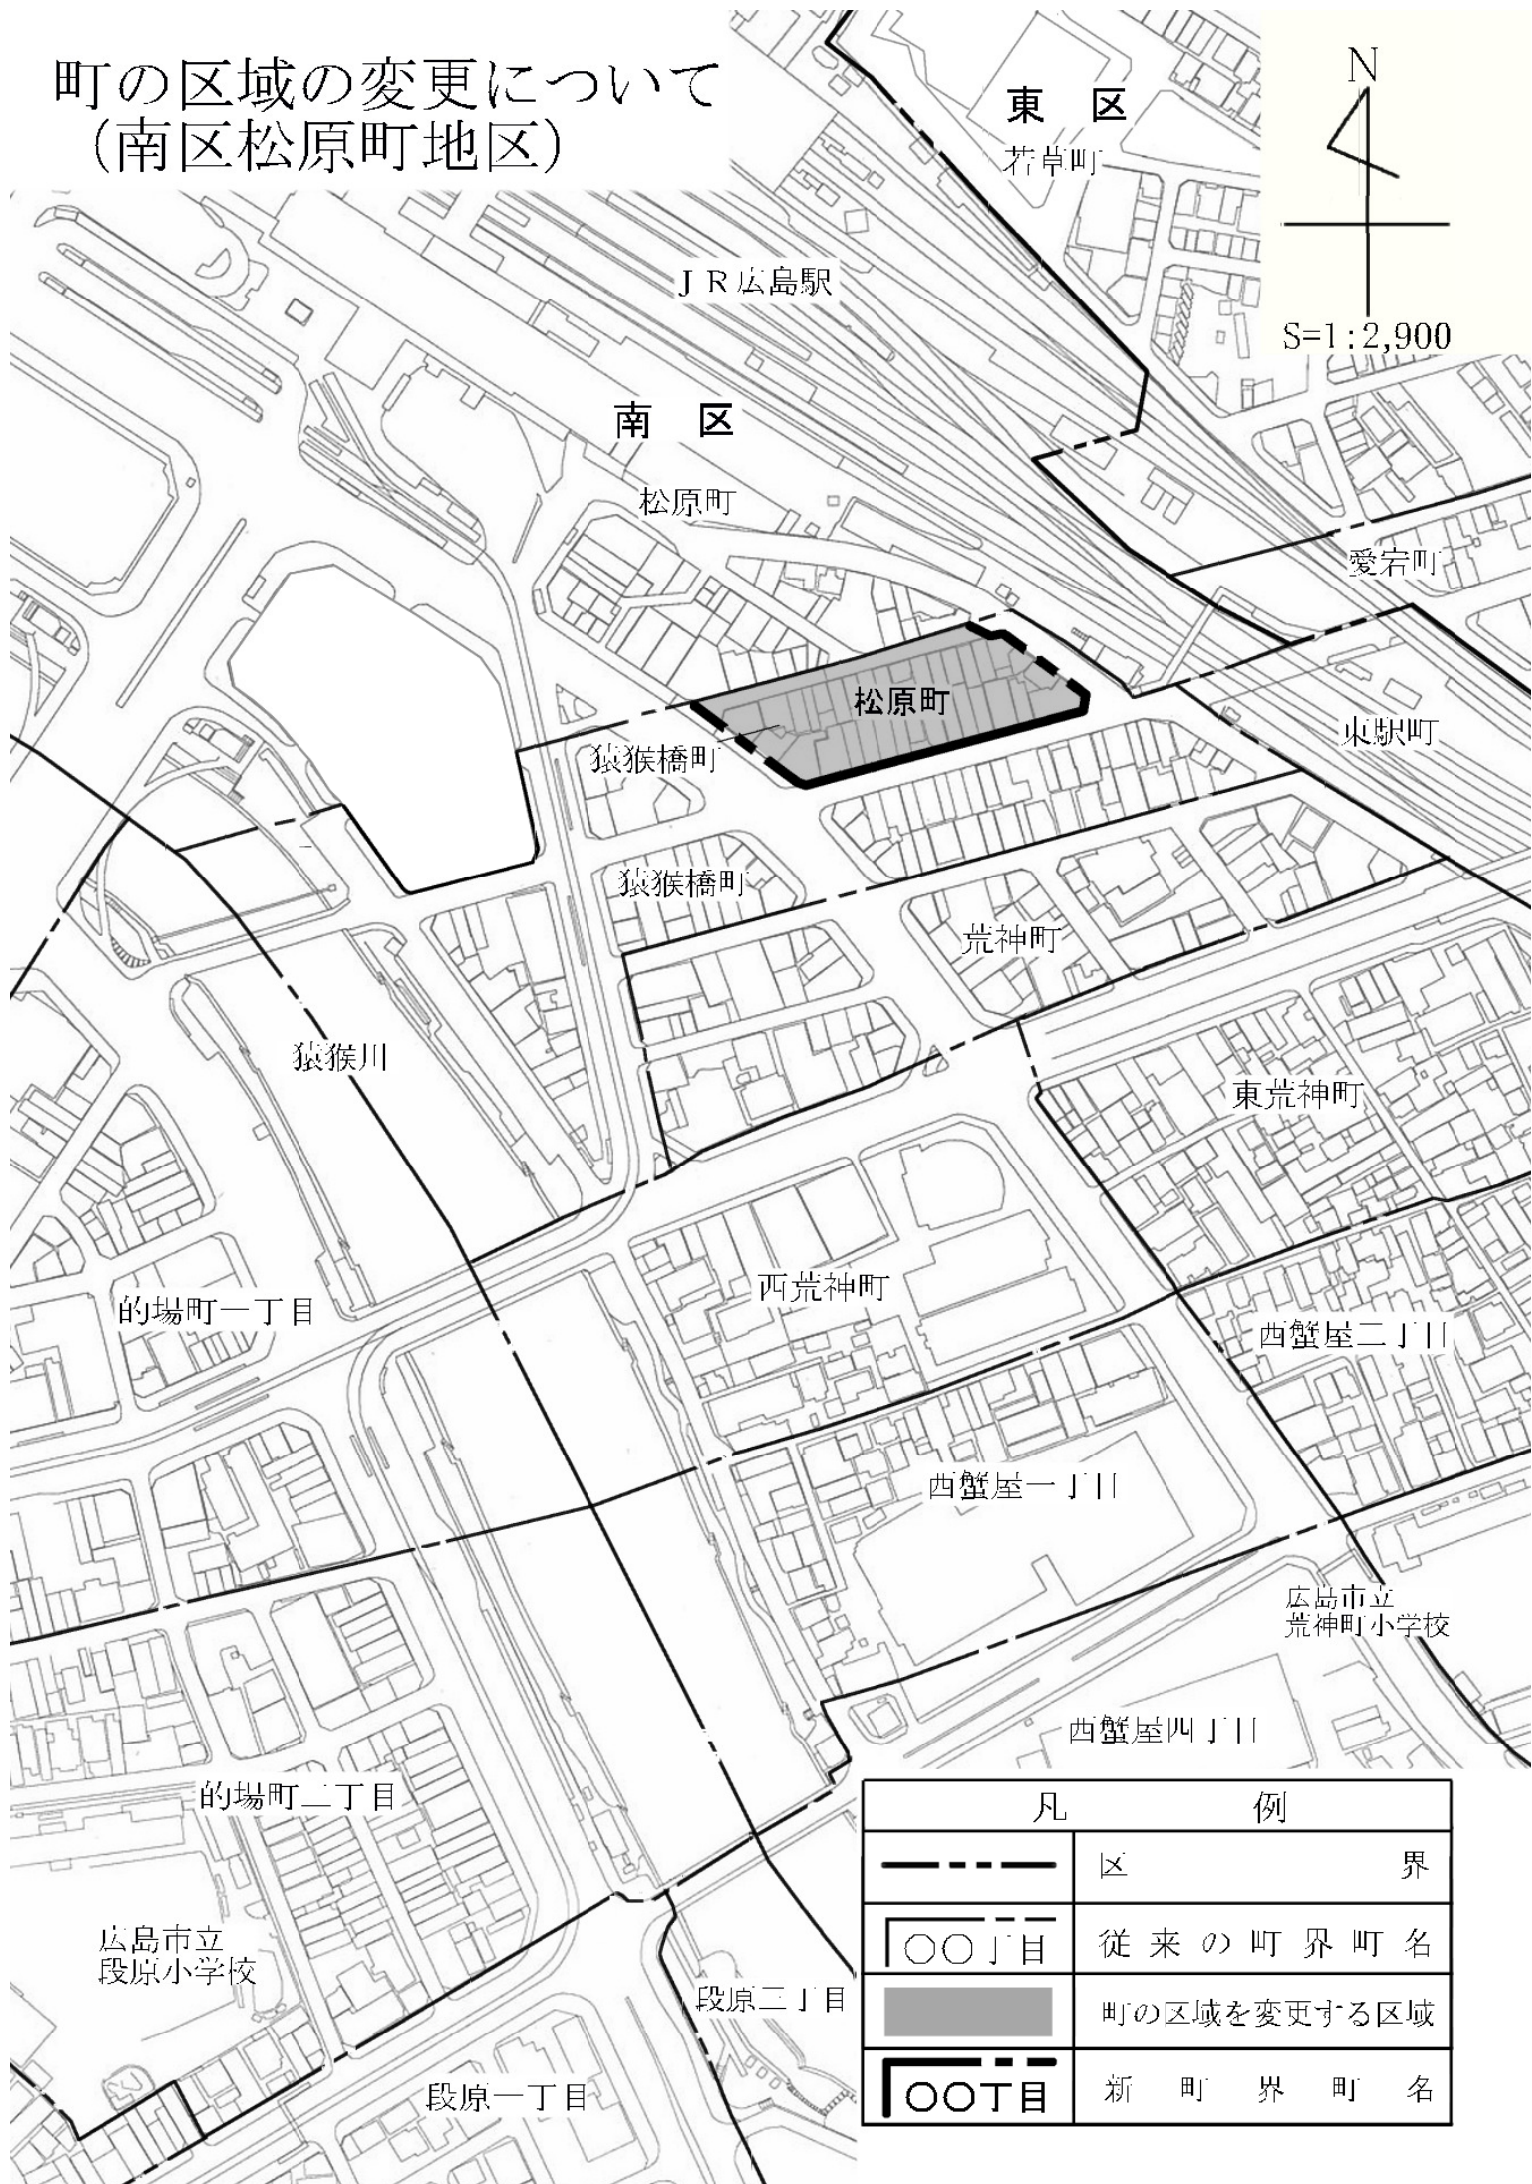 町の区域の変更について
（南区松原町地区）
東　区
若草町
N
S=1:2,900
ＪＲ広島駅
南　区
松原町
愛宕町
松原町
東駅町
猿猴橋町
猿猴橋町
荒神町
猿猴川
東荒神町
西荒神町
的場町一丁目
西蟹屋二丁目
西蟹屋一丁目
広島市立
荒神町小学校
西蟹屋四丁目
的場町二丁目
広島市立
段原小学校
段原三丁目
段原一丁目
凡　例
区　界
〇〇丁目　従来の町界町名
町の区域を変更する区域
〇〇丁目　新町界町名